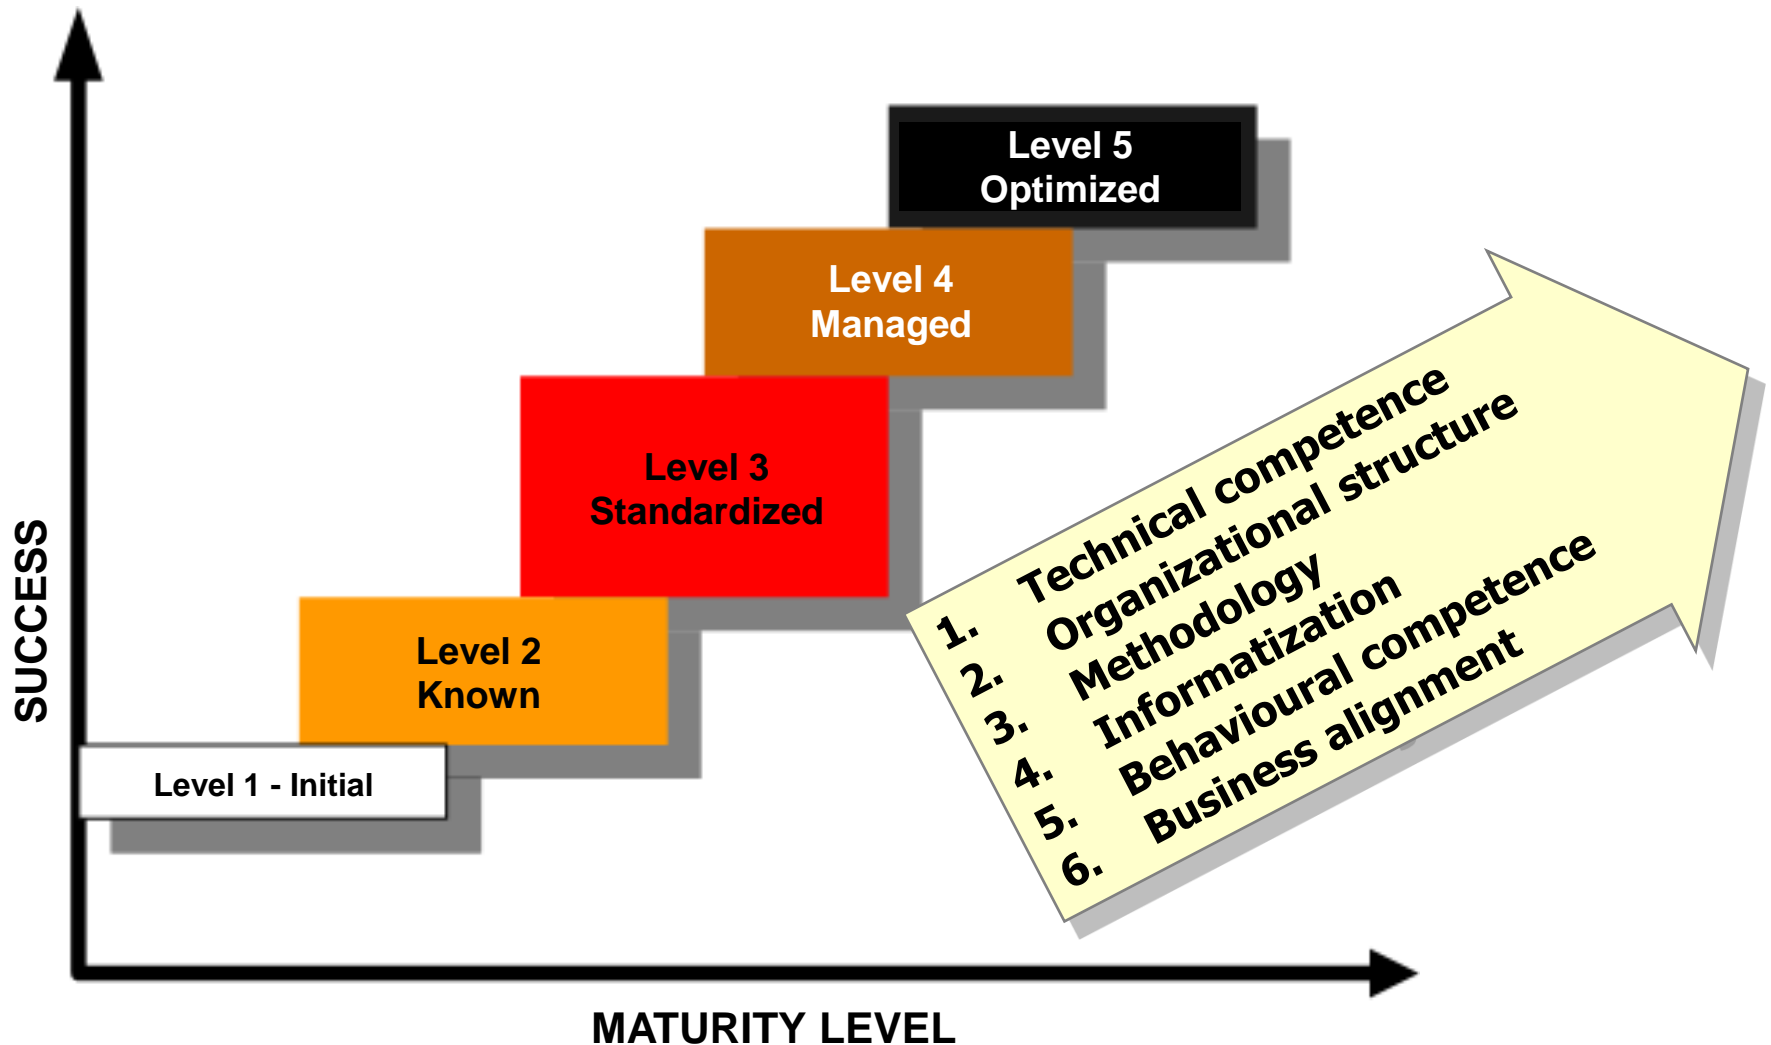 Level 5
Optimized
Level 4
Managed
Level 3
Standardized
Level 2
Known
Level 1 - Initial
SUCCESS
MATURITY LEVEL
1. Technical competence
2. Organizational structure
3. Methodology
4. Informatization
5. Behavioural competence
6. Business alignment